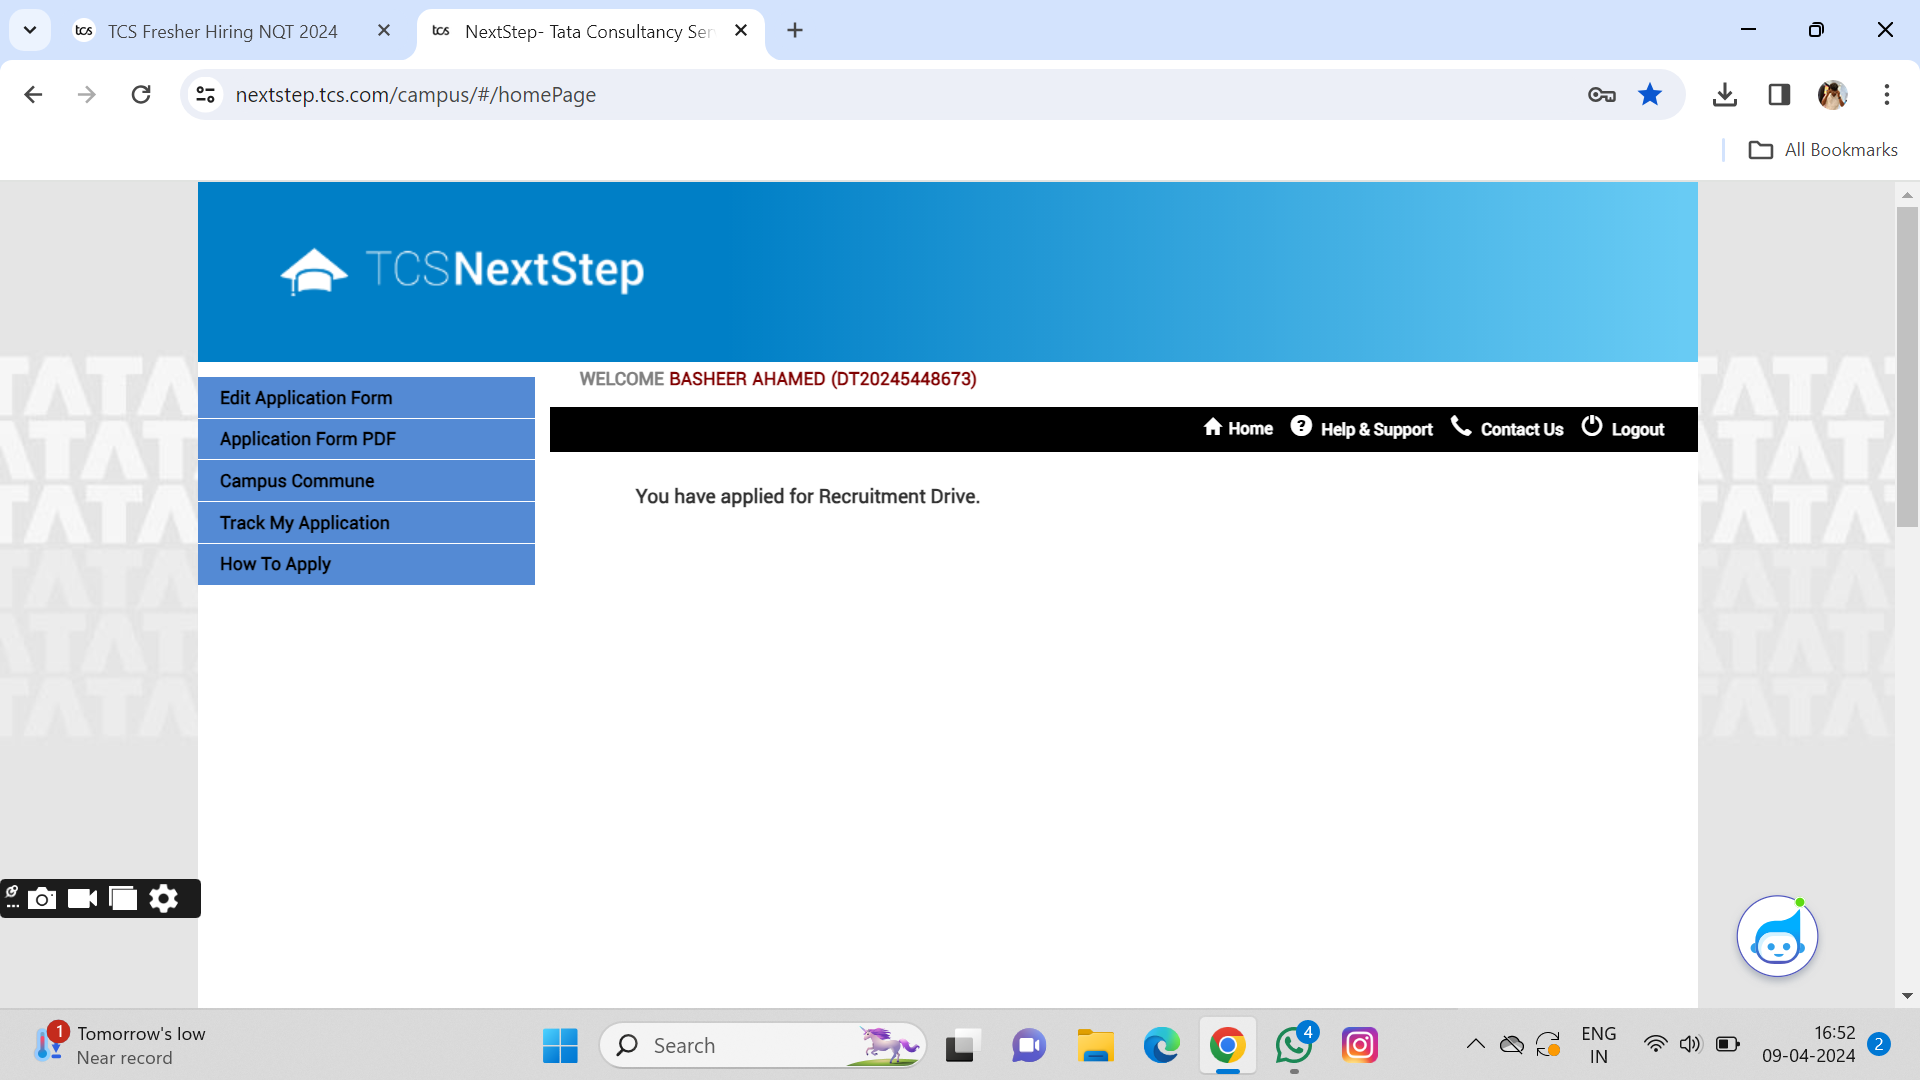 TCS Fresher Hiring NQT 2024
NextStep- Tata Consultancy Ser
nextstep.tcs.com/campus/#/homePage
All Bookmarks
TCSNextStep
WELCOME BASHEER AHAMED (DT20245448673)
Home Help & Support Contact Us Logout
Edit Application Form
Application Form PDF
Campus Commune
Track My Application
How To Apply
You have applied for Recruitment Drive.
1
Tomorrow's low
Near record
Search
4
ENG
IN
16:52
09-04-2024
2